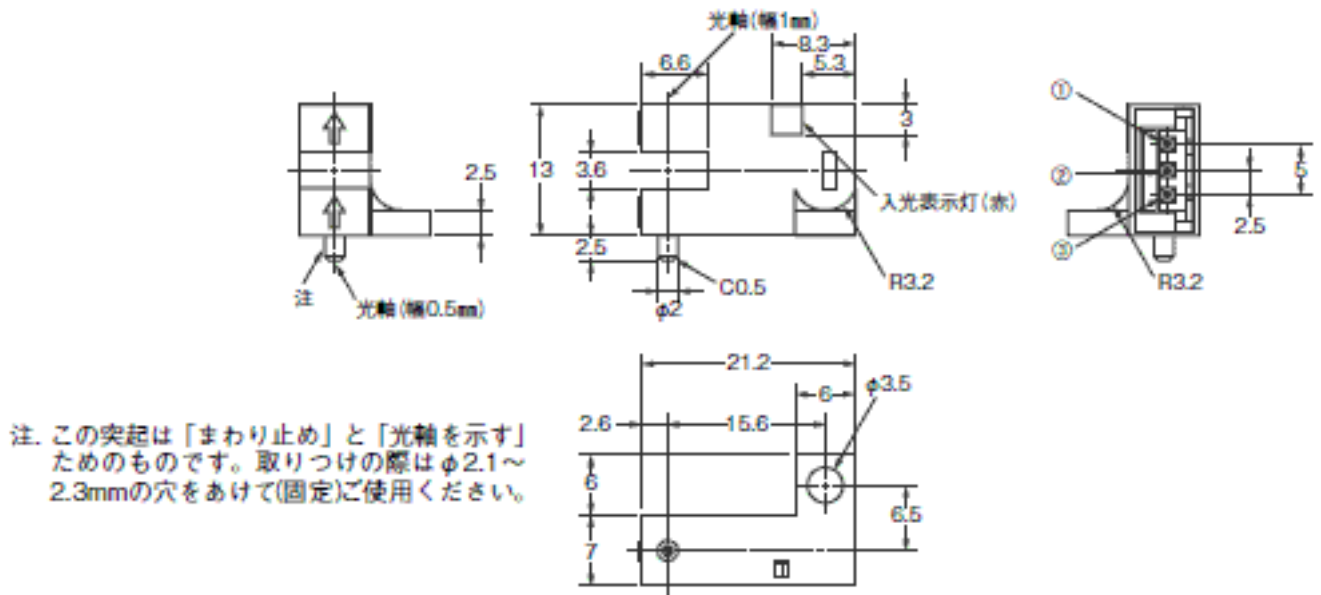 光軸(幅1mm)
8.3
6.6
5.3
①
3
2.5
13
3.6
②
5
入光表示灯(赤)
2.5
2.5
③
C0.5
R3.2
R3.2
注
光軸(幅0.5mm)
φ2
21.2
6
φ3.5
2.6
15.6
注. この突起は「まわり止め」と「光軸を示す」
ためのものです。取りつけの際はφ2.1～
2.3mmの穴をあけて(固定)ご使用ください。
6
6.5
7